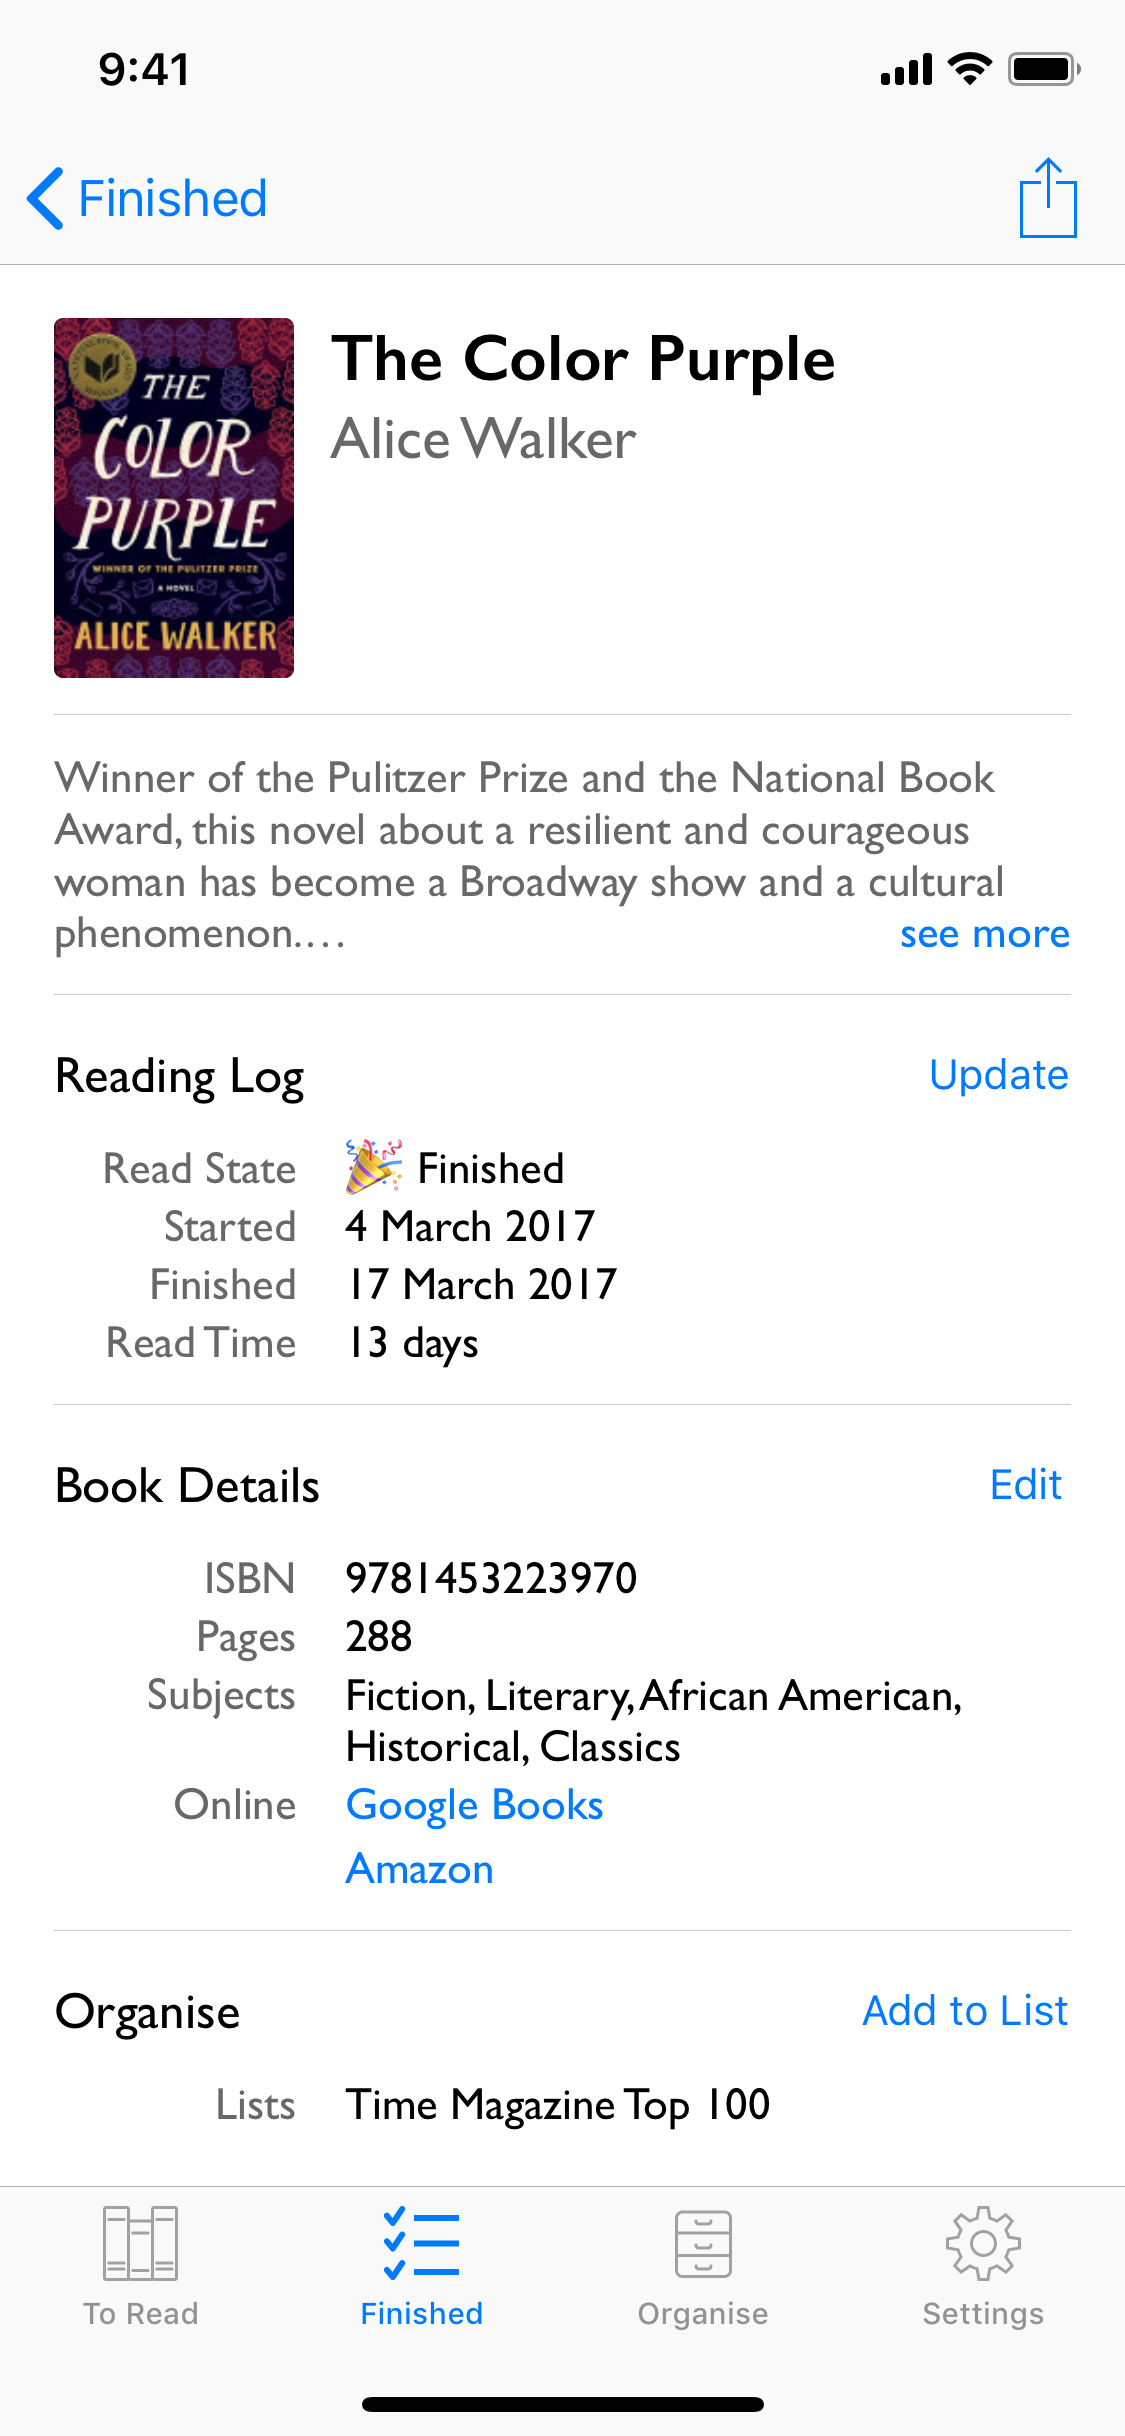 9:41
Finished
THE
COLOR
PURPLE
WINNER OF THE PULITZER PRIZE
A NOVEL
ALICE WALKER
The Color Purple
Alice Walker
Winner of the Pulitzer Prize and the National Book
Award, this novel about a resilient and courageous
woman has become a Broadway show and a cultural
phenomenon.… see more
Reading Log Update
Read State 🎉 Finished
Started 4 March 2017
Finished 17 March 2017
Read Time 13 days
Book Details Edit
ISBN 9781453223970
Pages 288
Subjects Fiction, Literary, African American,
Historical, Classics
Online Google Books
Amazon
Organise Add to List
Lists Time Magazine Top 100
To Read Finished Organise Settings